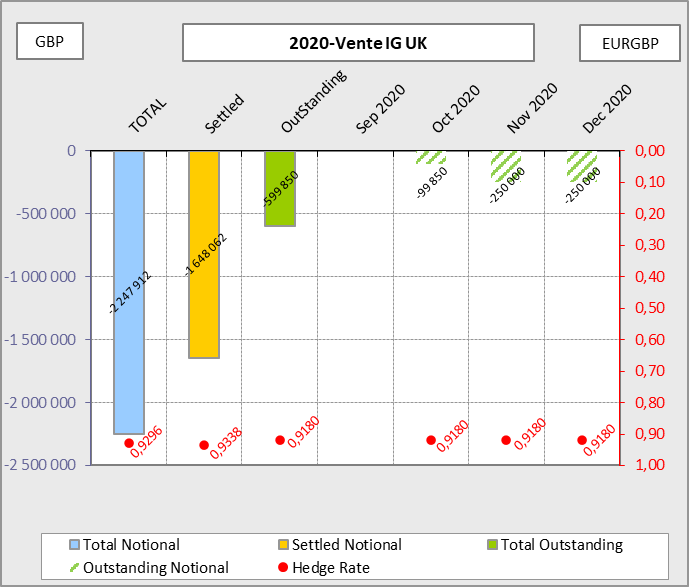 GBP
2020-Vente IG UK
EURGBP
TOTAL
Settled
OutStanding
Sep 2020
Oct 2020
Nov 2020
Dec 2020
0
-500 000
-1 000 000
-1 500 000
-2 000 000
-2 500 000
-2 247 912
-1 648 062
-599 850
-99 850
-250 000
-250 000
0,9296
0,9338
0,9180
0,9180
0,9180
0,9180
0,00
0,10
0,20
0,30
0,40
0,50
0,60
0,70
0,80
0,90
1,00
Total Notional
Settled Notional
Total Outstanding
Outstanding Notional
Hedge Rate